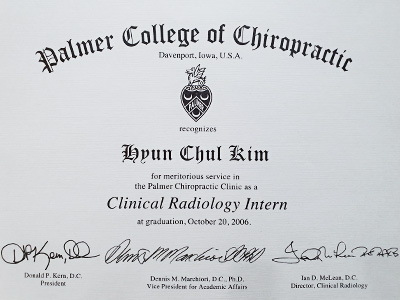 Palmer College of Chiropractic
Davenport, Iowa, U.S.A.
recognizes
Hyun Chul Kim
for meritorious service in
the Palmer Chiropractic Clinic as a
Clinical Radiology Intern
at graduation, October 20, 2006.
Donald P. Kern, D.C.
President
Dennis M. Marchiori, D.C., Ph.D.
Vice President for Academic Affairs
Ian D. McLean, D.C.
Director, Clinical Radiology